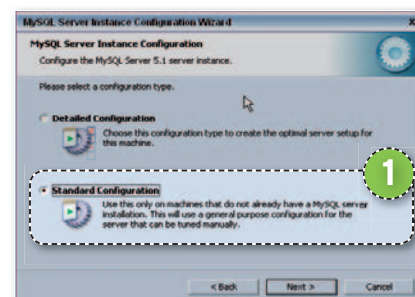 MySQL Server Instance Configuration Wizard
x
MySQL Server Instance Configuration
Configure the MySQL Server 5.1 server instance.
Please select a configuration type.
Detailed Configuration
Choose this configuration type to create the optimal server setup for
this machine.
1
Standard Configuration
Use this only on machines that do not already have a MySQL server
installation. This will use a general purpose configuration for the
server that can be tuned manually.
< Back
Next >
Cancel